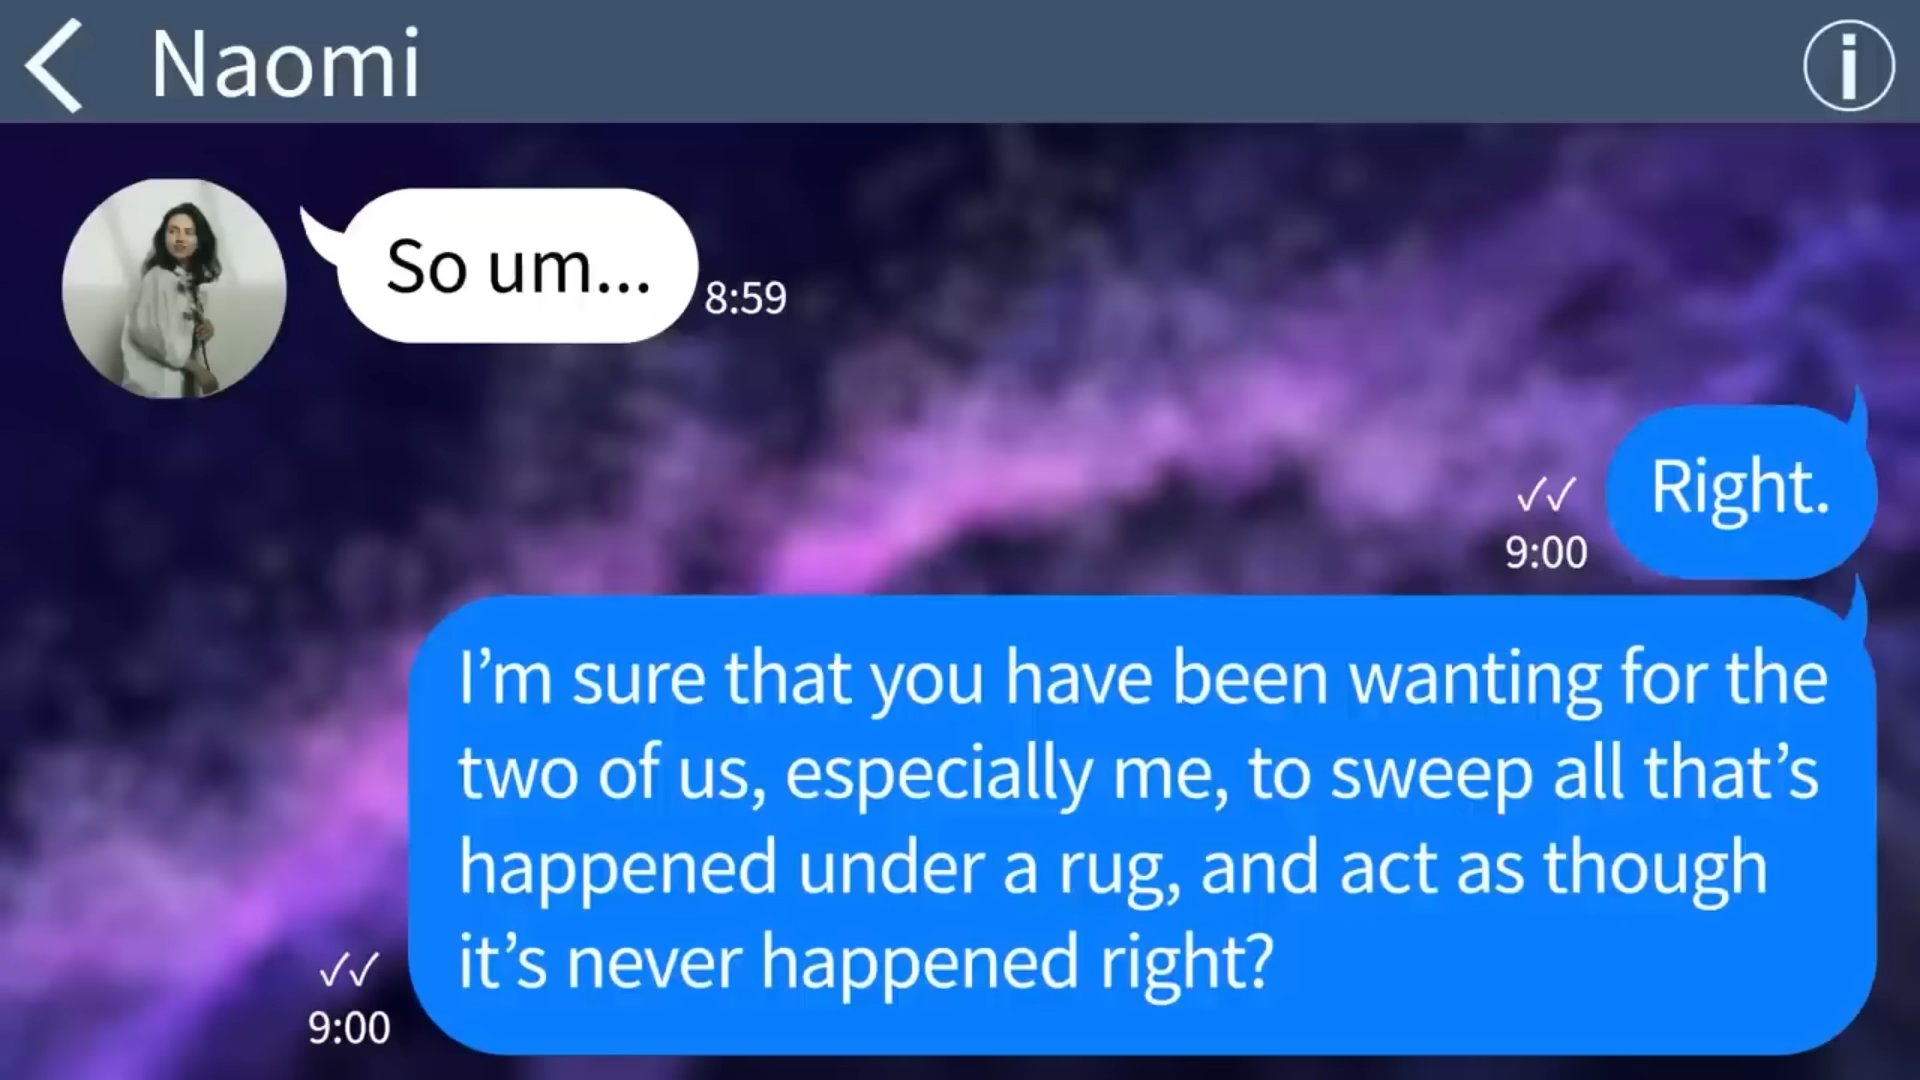 Naomi
So um...
8:59
Right.
9:00
I’m sure that you have been wanting for the
two of us, especially me, to sweep all that’s
happened under a rug, and act as though
it’s never happened right?
9:00